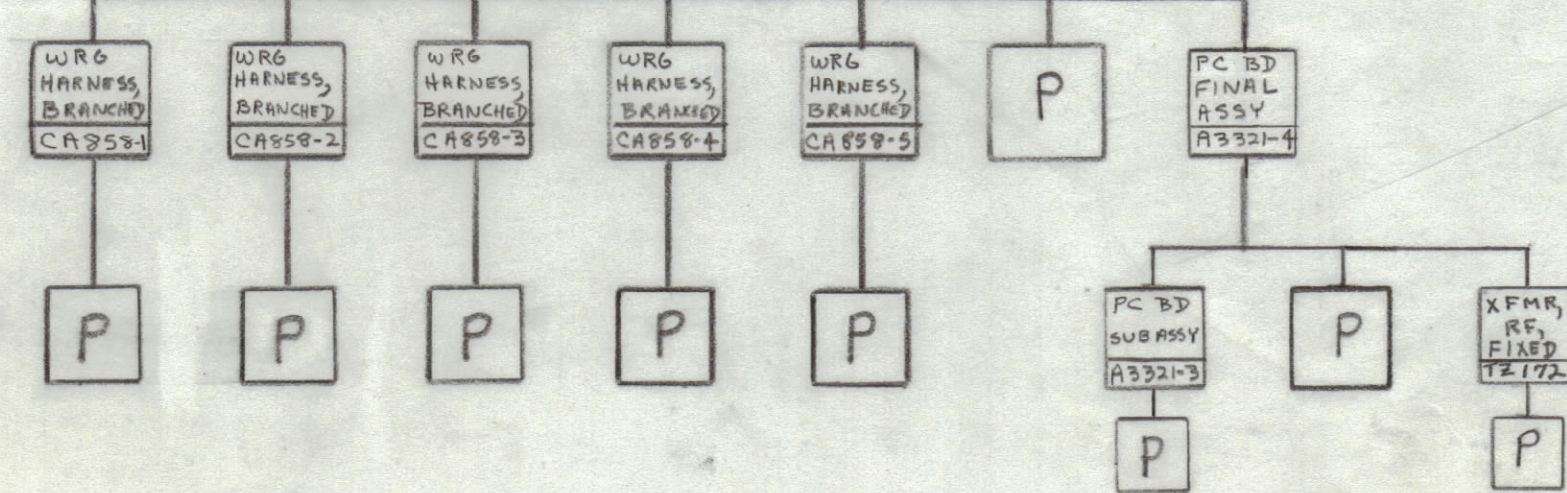 WRG
HARNESS,
BRANCHED
CA858-1
WRG
HARNESS,
BRANCHED
CA858-2
WRG
HARNESS,
BRANCHED
CA858-3
WRG
HARNESS,
BRANCHED
CA858-4
WRG
HARNESS,
BRANCHED
CA858-5
P
PC BD
FINAL
ASSY
A3321-4
P
P
P
P
P
PC BD
SUB ASSY
A3321-3
P
XFMR,
RF,
FIXED
TZ172
P
P